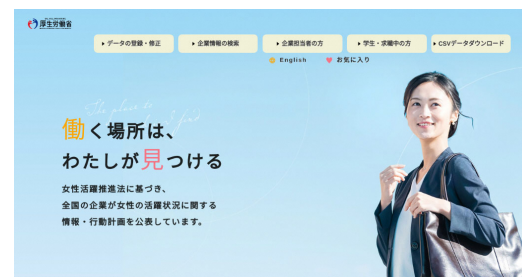 厚生労働省
データの登録・修正
企業情報の検索
企業担当者の方
学生・求職中の方
CSVデータダウンロード
English
お気に入り
The place to
find
働く場所は、
わたしが見つける
女性活躍推進法に基づき、
全国の企業が女性の活躍状況に関する
情報・行動計画を公表しています。